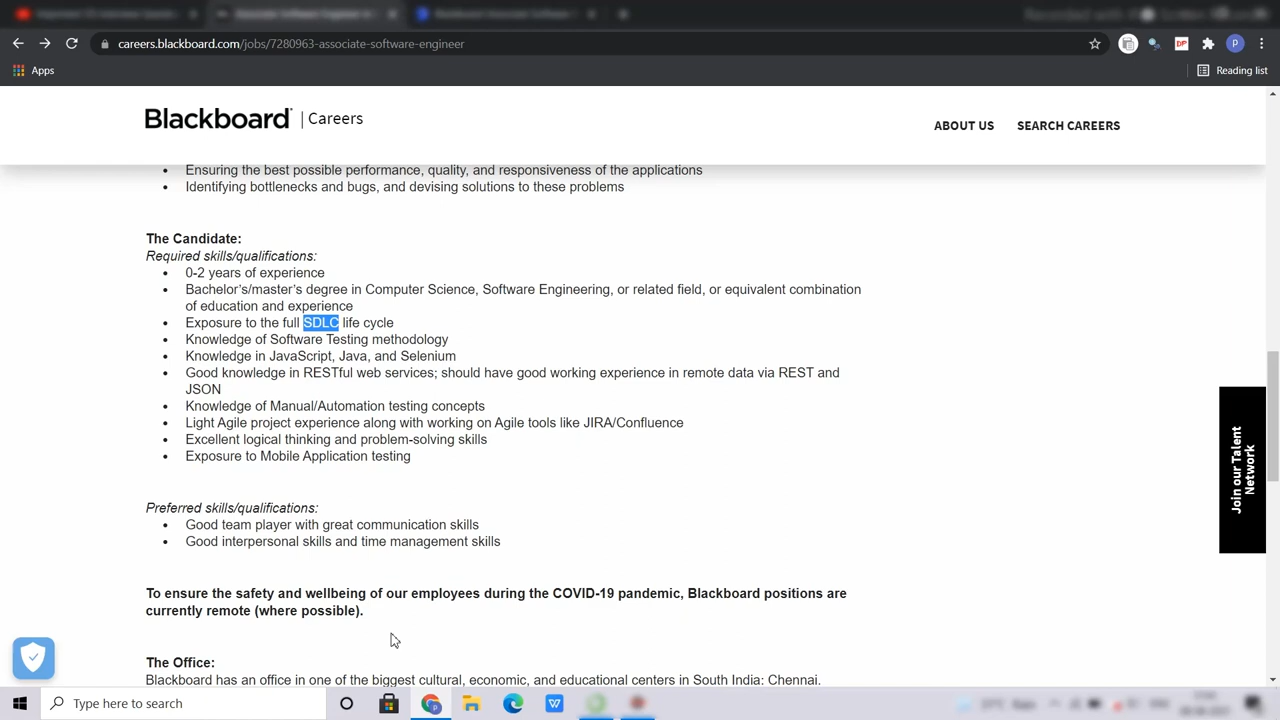 careers.blackboard.com/jobs/7280963-associate-software-engineer
Apps
Reading list
Blackboard | Careers
ABOUT US
SEARCH CAREERS
• Ensuring the best possible performance, quality, and responsiveness of the applications
• Identifying bottlenecks and bugs, and devising solutions to these problems
The Candidate:
Required skills/qualifications:
• 0-2 years of experience
• Bachelor's/master's degree in Computer Science, Software Engineering, or related field, or equivalent combination
of education and experience
• Exposure to the full SDLC life cycle
• Knowledge of Software Testing methodology
• Knowledge in JavaScript, Java, and Selenium
• Good knowledge in RESTful web services; should have good working experience in remote data via REST and
JSON
• Knowledge of Manual/Automation testing concepts
• Light Agile project experience along with working on Agile tools like JIRA/Confluence
• Excellent logical thinking and problem-solving skills
• Exposure to Mobile Application testing
Join our Talent
Network
Preferred skills/qualifications:
• Good team player with great communication skills
• Good interpersonal skills and time management skills
To ensure the safety and wellbeing of our employees during the COVID-19 pandemic, Blackboard positions are
currently remote (where possible).
The Office:
Blackboard has an office in one of the biggest cultural, economic, and educational centers in South India: Chennai.
Type here to search